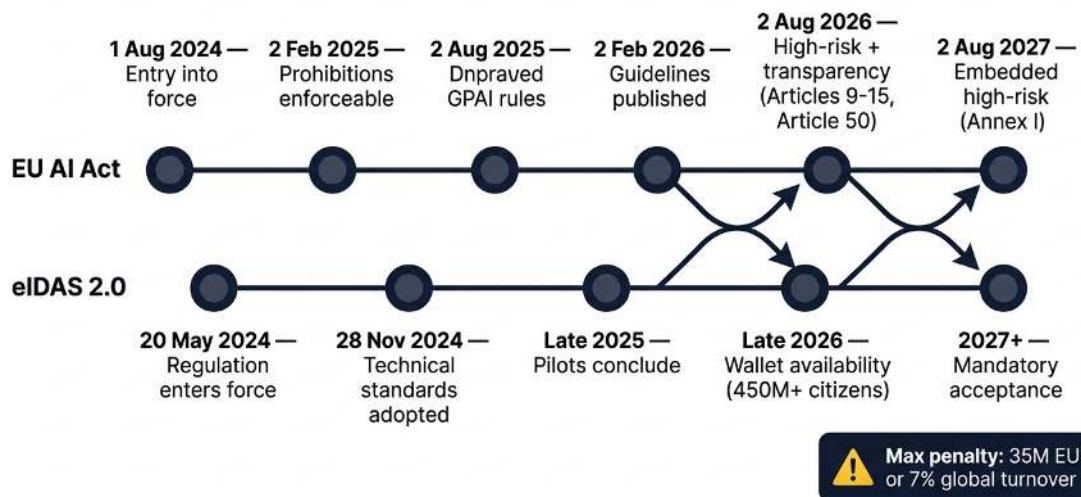 1 Aug 2024 —
Entry into
force
2 Feb 2025 —
Prohibitions
enforceable
2 Aug 2025 —
Dnpraved
GPAI rules
2 Feb 2026 —
Guidelines
published
2 Aug 2026 —
High-risk +
transparency
(Articles 9-15,
Article 50)
2 Aug 2027 —
Embedded
high-risk
(Annex I)
EU AI Act
eIDAS 2.0
20 May 2024 —
Regulation
enters force
28 Nov 2024 —
Technical
standards
adopted
Late 2025 —
Pilots conclude
Late 2026 —
Wallet availability
(450M+ citizens)
2027+ —
Mandatory
acceptance
Max penalty: 35M EU
or 7% global turnover